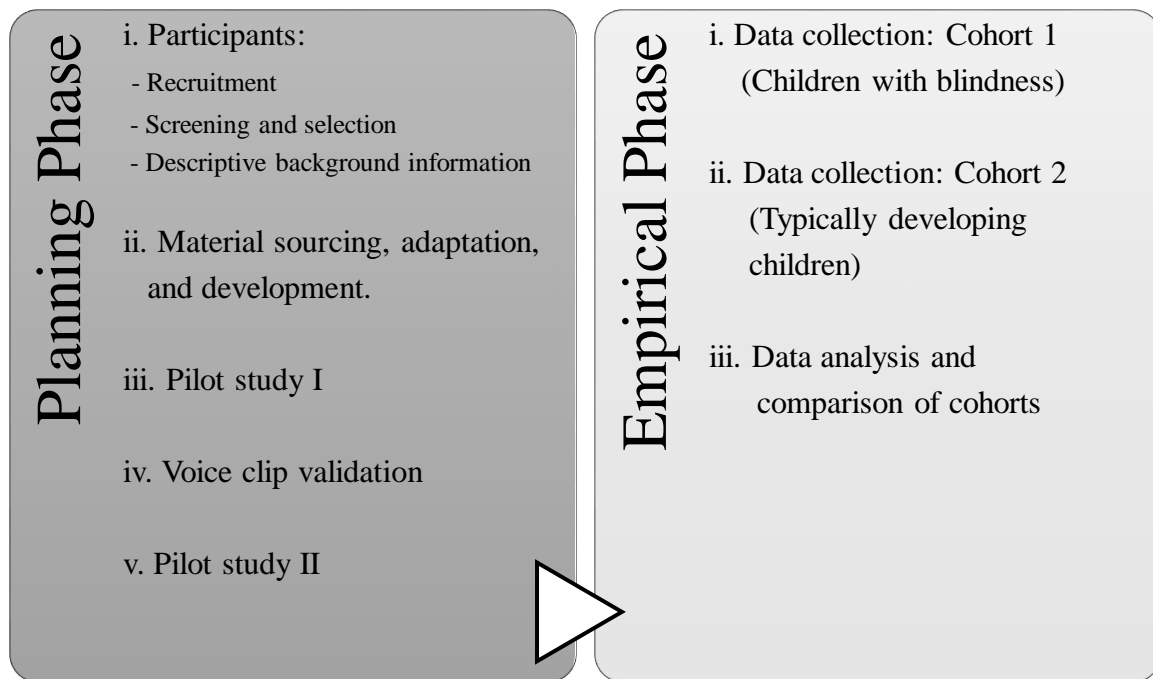 Planning Phase
i. Participants:
- Recruitment
- Screening and selection
- Descriptive background information
ii. Material sourcing, adaptation,
and development.
iii. Pilot study I
iv. Voice clip validation
v. Pilot study II
Empirical Phase
i. Data collection: Cohort 1
(Children with blindness)
ii. Data collection: Cohort 2
(Typically developing
children)
iii. Data analysis and
comparison of cohorts